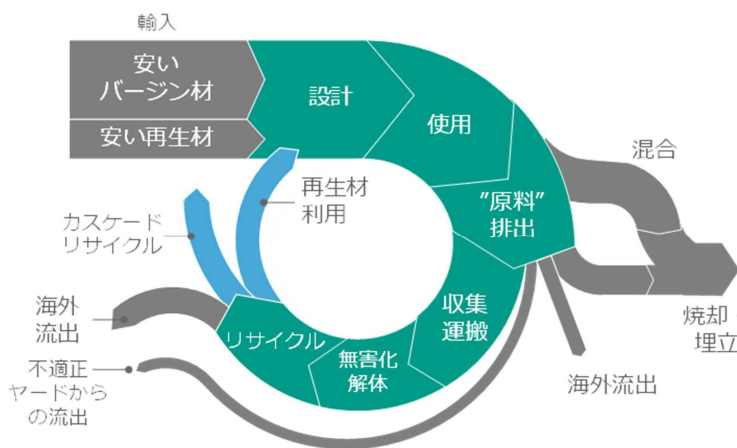 輸入
安い
バージン材
安い再生材
設計
使用
"原料"
排出
混合
再生材
利用
カスケード
リサイクル
海外
流出
リサイクル
無害化
解体
収集
運搬
焼却・
埋立
海外流出
不適正
ヤードから
の流出